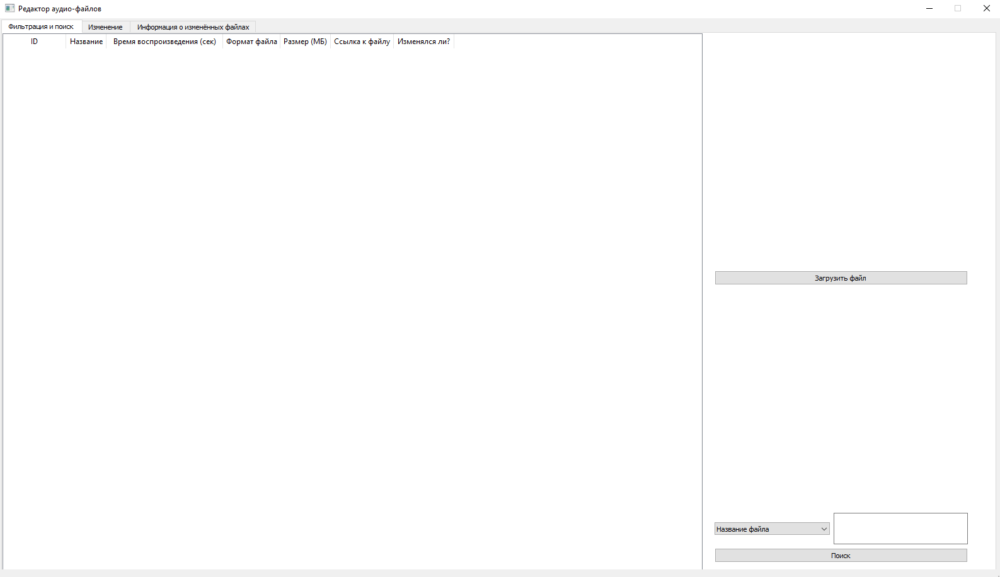 Редактор аудио-файлов
Фильтрация и поиск Изменение Информация о изменённых файлах
ID Название Время воспроизведения (сек) Формат файла Размер (МБ) Ссылка к файлу Изменялся ли?
Загрузить файл
Название файла
Поиск